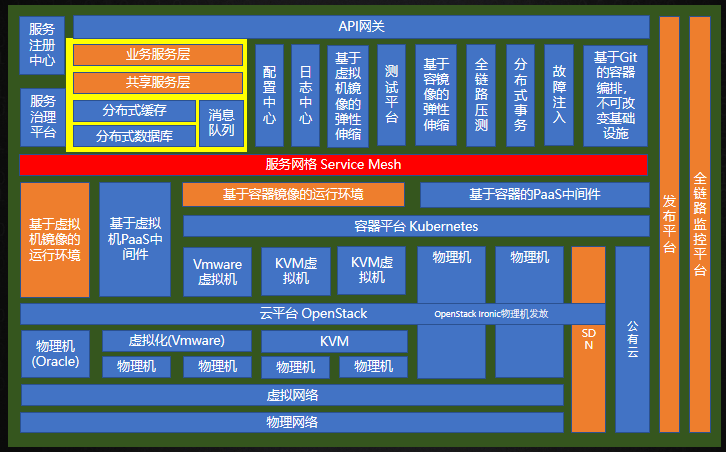 API网关
服务
注册
中心
业务服务层
共享服务层
服务
治理
平台
分布式缓存
分布式数据库
消息
队列
配
置
中
心
日
志
中
心
基于
虚拟
机镜
像的
弹性
伸缩
测
试
平
台
基于
容镜
像的
弹性
伸缩
全
链
路
压
测
分
布
式
事
务
故
障
注
入
基于Git
的容器
编排，
不可改
变基础
设施
服务网格 Service Mesh
基于虚拟
机镜像的
运行环境
基于虚拟
机PaaS中
间件
基于容器镜像的运行环境
基于容器的PaaS中间件
容器平台 Kubernetes
Vmware
虚拟机
KVM虚
拟机
KVM虚
拟机
物理机
物理机
云平台 OpenStack
OpenStack Ironic物理机发放
SD
N
公
有
云
物理机
(Oracle)
虚拟化(Vmware)
KVM
物理机
物理机
物理机
物理机
虚拟网络
物理网络
发
布
平
台
全
链
路
监
控
平
台